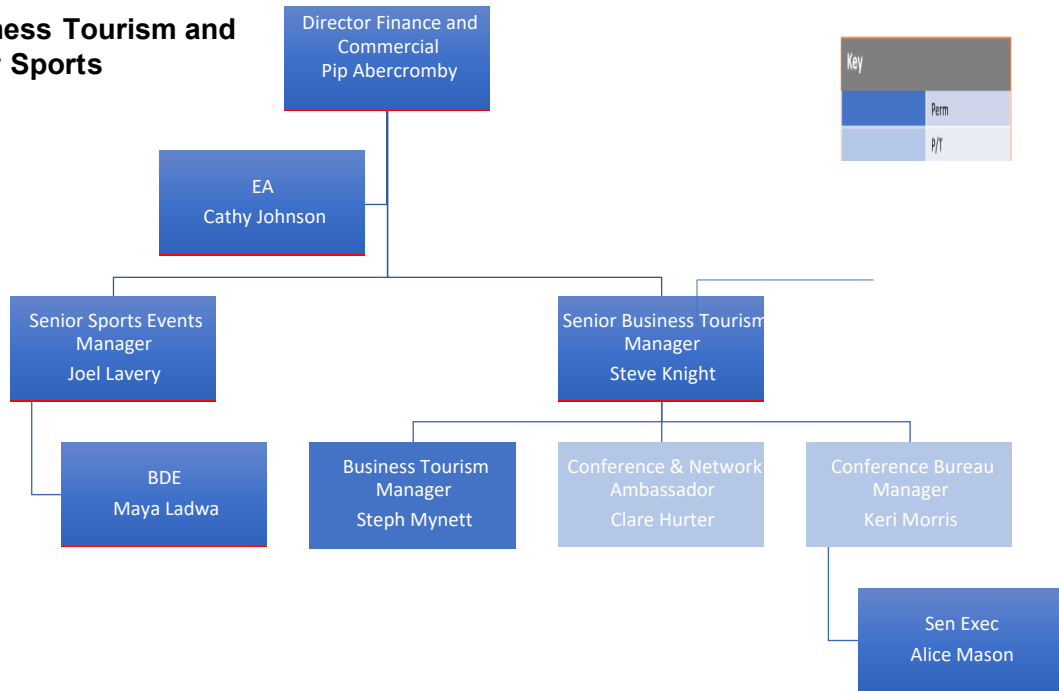 ness Tourism and
Sports
Director Finance and
Commercial
Pip Abercromby
Key
Perm
P/T
EA
Cathy Johnson
Senior Sports Events
Manager
Joel Lavery
Senior Business Tourism
Manager
Steve Knight
BDE
Maya Ladwa
Business Tourism
Manager
Steph Mynett
Conference & Network
Ambassador
Clare Hurter
Conference Bureau
Manager
Keri Morris
Sen Exec
Alice Mason